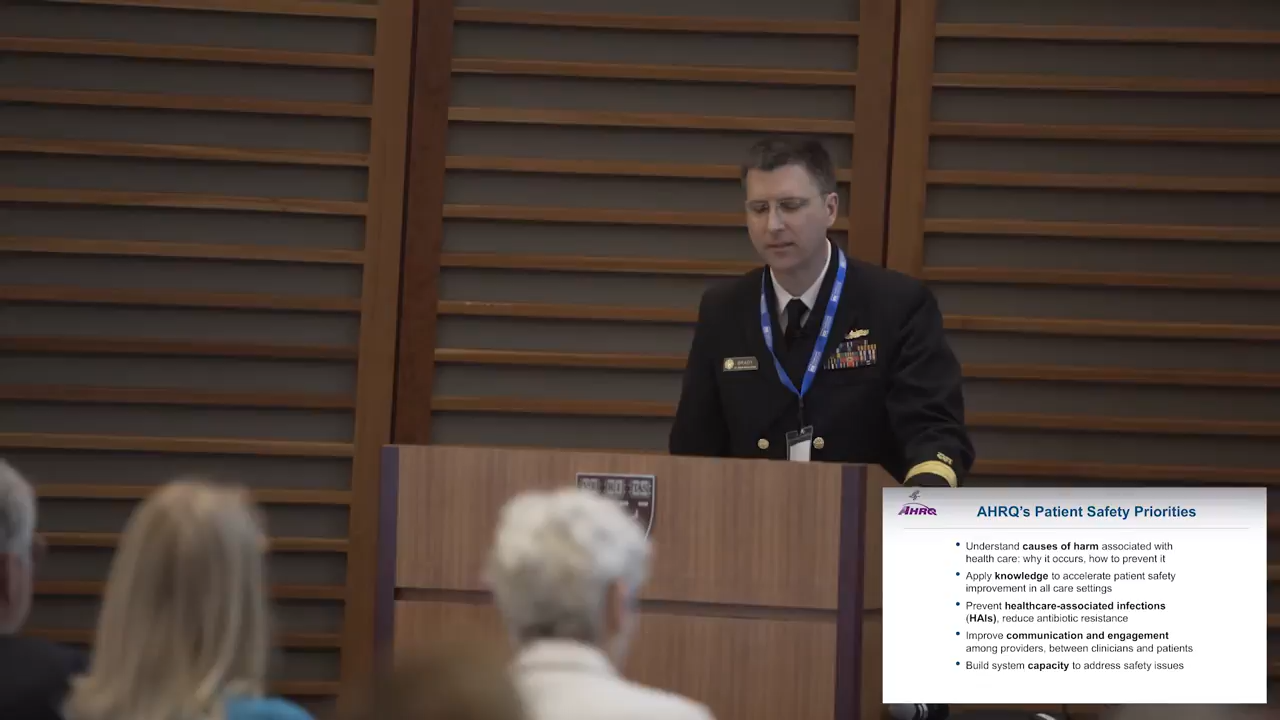 BRADY
AHRQ
AHRQ's Patient Safety Priorities
• Understand causes of harm associated with
health care: why it occurs, how to prevent it
• Apply knowledge to accelerate patient safety
improvement in all care settings
• Prevent healthcare-associated infections
(HAIs), reduce antibiotic resistance
• Improve communication and engagement
among providers, between clinicians and patients
• Build system capacity to address safety issues